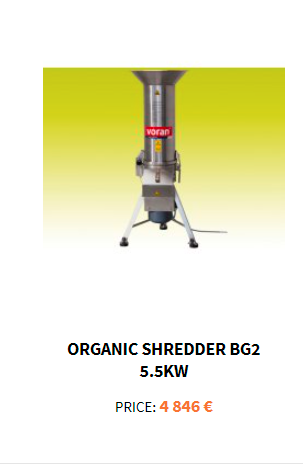 voran
ORGANIC SHREDDER BG2
5.5KW
PRICE: 4 846 €